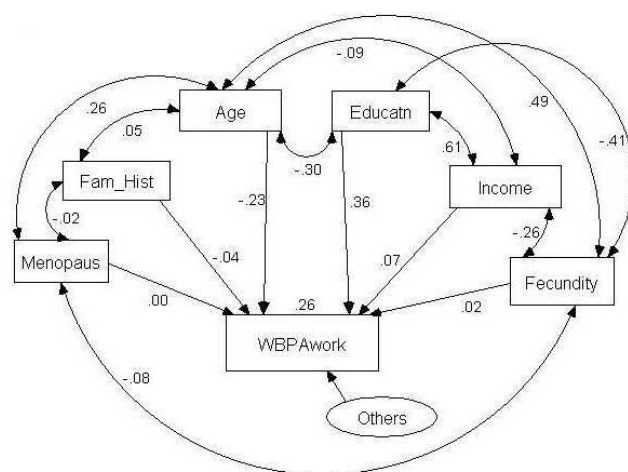 -.09
.26
Age
Educatn
.49
.05
.61
-.41
-.30
Fam_Hist
Income
-.23
.36
-.02
-.04
-.26
Menopaus
.07
Fecundity
.00
.26
.02
WBPAwork
-.08
Others